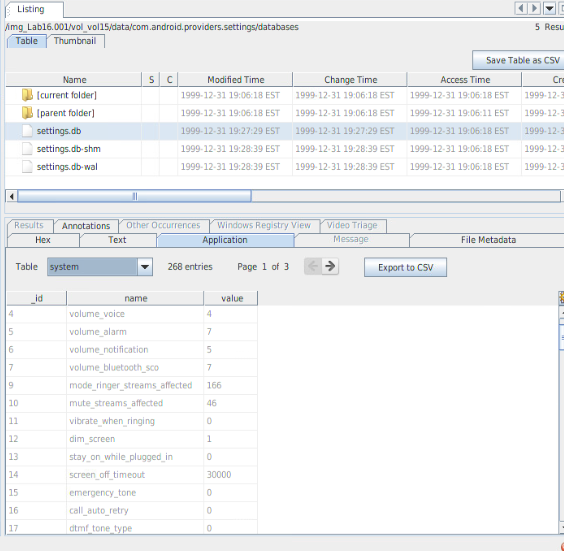 Listing
/img_Lab16.001/vol_vol15/data/com.android.providers.settings/databases
5 Resu
Table Thumbnail
Save Table as CSV
Name S C Modified Time Change Time Access Time Cre
[current folder] 1999-12-31 19:06:18 EST 1999-12-31 19:06:18 EST 1999-12-31 19:06:18 EST 1999-12-3
[parent folder] 1999-12-31 19:06:18 EST 1999-12-31 19:06:18 EST 1999-12-31 19:06:11 EST 1999-12-3
settings.db 1999-12-31 19:27:29 EST 1999-12-31 19:27:29 EST 1999-12-31 19:06:18 EST 1999-12-3
settings.db-shm 1999-12-31 19:28:39 EST 1999-12-31 19:28:39 EST 1999-12-31 19:06:18 EST 1999-12-3
settings.db-wal 1999-12-31 19:28:39 EST 1999-12-31 19:28:39 EST 1999-12-31 19:06:18 EST 1999-12-3
Results Annotations Other Occurrences Windows Registry View Video Triage
Hex Text Application Message File Metadata
Table system 268 entries Page 1 of 3 Export to CSV
_id name value
4 volume_voice 4
5 volume_alarm 7
6 volume_notification 5
7 volume_bluetooth_sco 7
9 mode_ringer_streams_affected 166
10 mute_streams_affected 46
11 vibrate_when_ringing 0
12 dim_screen 1
13 stay_on_while_plugged_in 0
14 screen_off_timeout 30000
15 emergency_tone 0
16 call_auto_retry 0
17 dtmf_tone_type 0